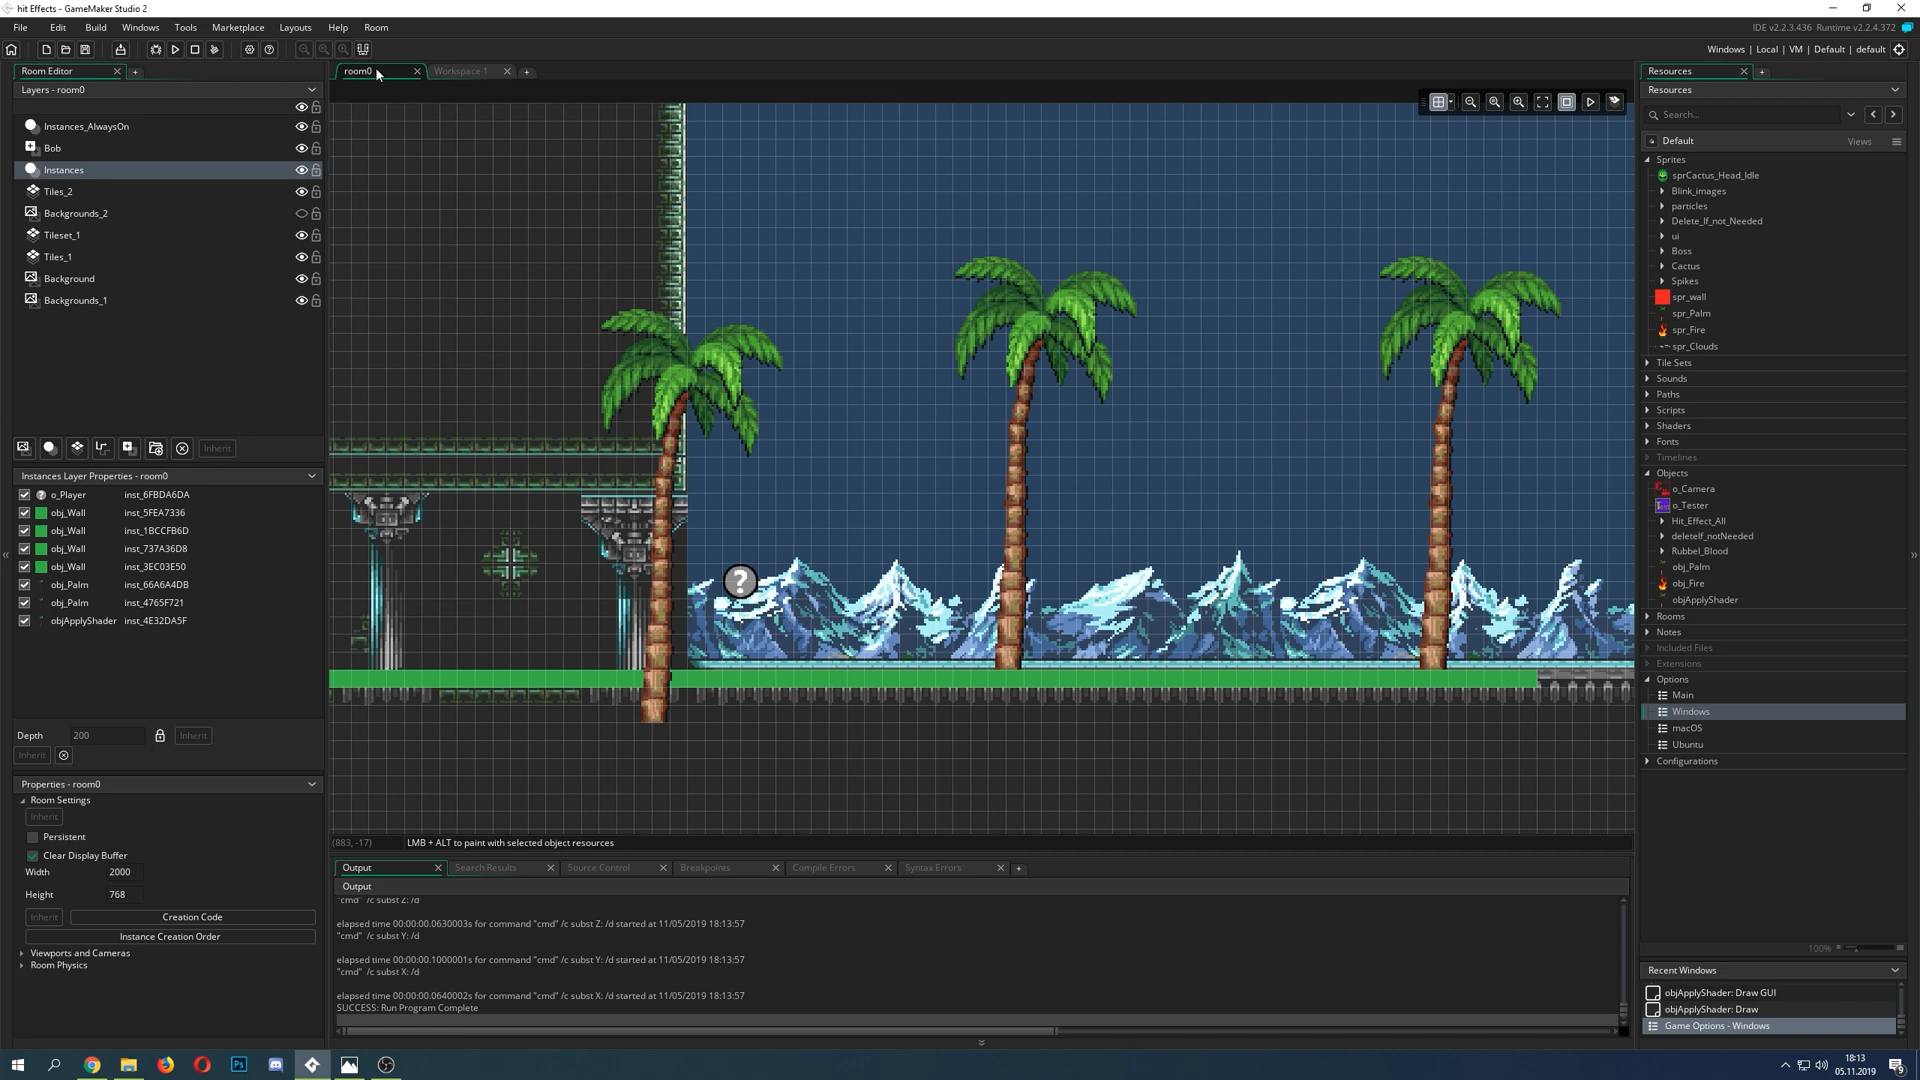 hit Effects - GameMaker Studio 2
File Edit Build Windows Tools Marketplace Layouts Help Room
IDE v2.2.3.436 Runtime v2.2.4.372
Windows | Local | VM | Default | default
Room Editor
room0
Workspace 1
Resources
Layers - room0
Resources
Search...
Instances_AlwaysOn
Bob
Instances
Tiles_2
Backgrounds_2
Tileset_1
Tiles_1
Background
Backgrounds_1
Inherit
Instances Layer Properties - room0
o_Player inst_6FBDA6DA
obj_Wall inst_5FEA7336
obj_Wall inst_1BCCFB6D
obj_Wall inst_737A36D8
obj_Wall inst_3EC03E50
obj_Palm inst_66A6A4DB
obj_Palm inst_4765F721
objApplyShader inst_4E32DA5F
Depth 200 Inherit
Inherit
Properties - room0
Room Settings
Inherit
Persistent
Clear Display Buffer
Width 2000
Height 768
Inherit Creation Code
Instance Creation Order
Viewports and Cameras
Room Physics
?
(883, -17) LMB + ALT to paint with selected object resources
Output Search Results Source Control Breakpoints Compile Errors Syntax Errors
Output
"cmd" /c subst Z: /d
elapsed time 00:00:00.0630003s for command "cmd" /c subst Z: /d started at 11/05/2019 18:13:57
"cmd" /c subst Y: /d
elapsed time 00:00:00.1000001s for command "cmd" /c subst Y: /d started at 11/05/2019 18:13:57
"cmd" /c subst X: /d
elapsed time 00:00:00.0640002s for command "cmd" /c subst X: /d started at 11/05/2019 18:13:57
SUCCESS: Run Program Complete
Default Views
Sprites
sprCactus_Head_Idle
Blink_images
particles
Delete_If_not_Needed
ui
Boss
Cactus
Spikes
spr_wall
spr_Palm
spr_Fire
spr_Clouds
Tile Sets
Sounds
Paths
Scripts
Shaders
Fonts
Timelines
Objects
o_Camera
o_Tester
Hit_Effect_All
deleteIf_notNeeded
Rubbel_Blood
obj_Palm
obj_Fire
objApplyShader
Rooms
Notes
Included Files
Extensions
Options
Main
Windows
macOS
Ubuntu
Configurations
100%
Recent Windows
objApplyShader: Draw GUI
objApplyShader: Draw
Game Options - Windows
Ps
18:13
05.11.2019